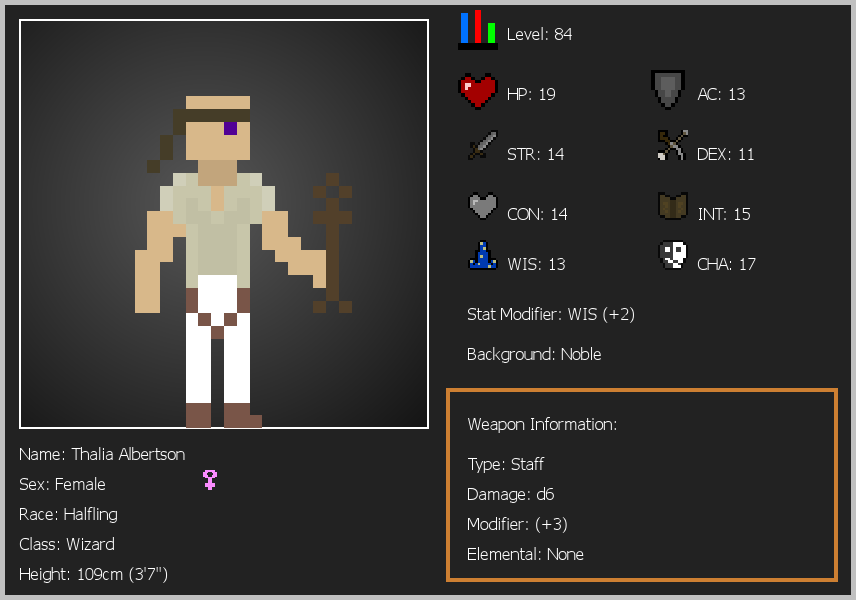 Level: 84
HP: 19
AC: 13
STR: 14
DEX: 11
CON: 14
INT: 15
WIS: 13
CHA: 17
Stat Modifier: WIS (+2)
Background: Noble
Weapon Information:
Type: Staff
Damage: d6
Modifier: (+3)
Elemental: None
Name: Thalia Albertson
Sex: Female
Race: Halfling
Class: Wizard
Height: 109cm (3'7")